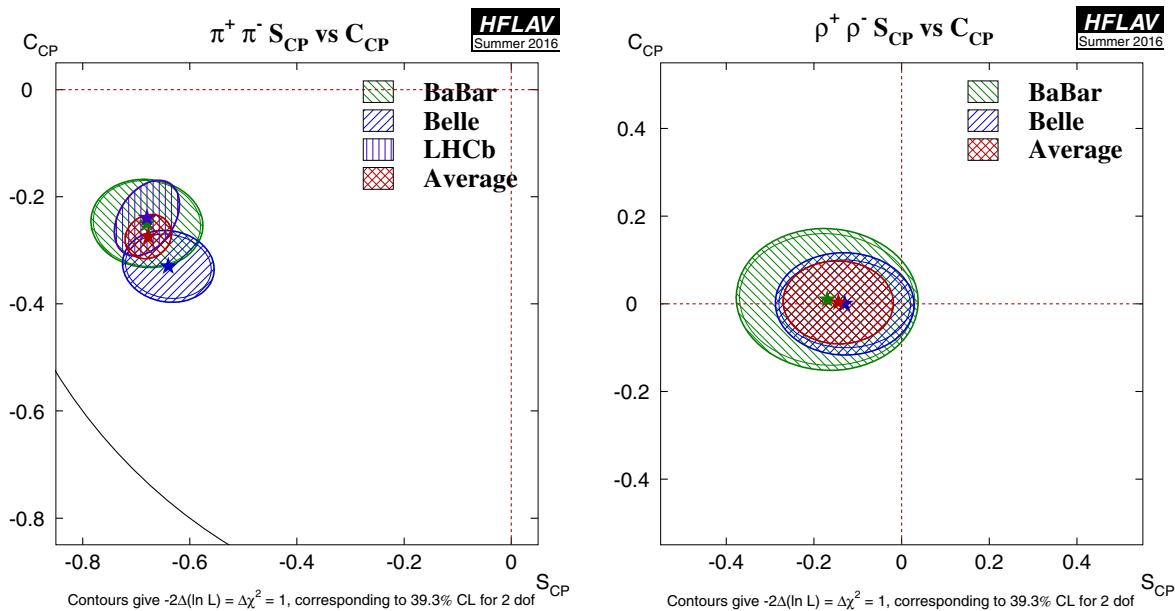 π⁺ π⁻ S_CP vs C_CP
HFLAV
Summer 2016
C_CP
BaBar
Belle
LHCb
Average
0
-0.2
-0.4
-0.6
-0.8
-0.8 -0.6 -0.4 -0.2 0
S_CP
Contours give -2Δ(ln L) = Δχ² = 1, corresponding to 39.3% CL for 2 dof
ρ⁺ ρ⁻ S_CP vs C_CP
HFLAV
Summer 2016
C_CP
BaBar
Belle
Average
0.4
0.2
0
-0.2
-0.4
-0.4 -0.2 0 0.2 0.4
S_CP
Contours give -2Δ(ln L) = Δχ² = 1, corresponding to 39.3% CL for 2 dof